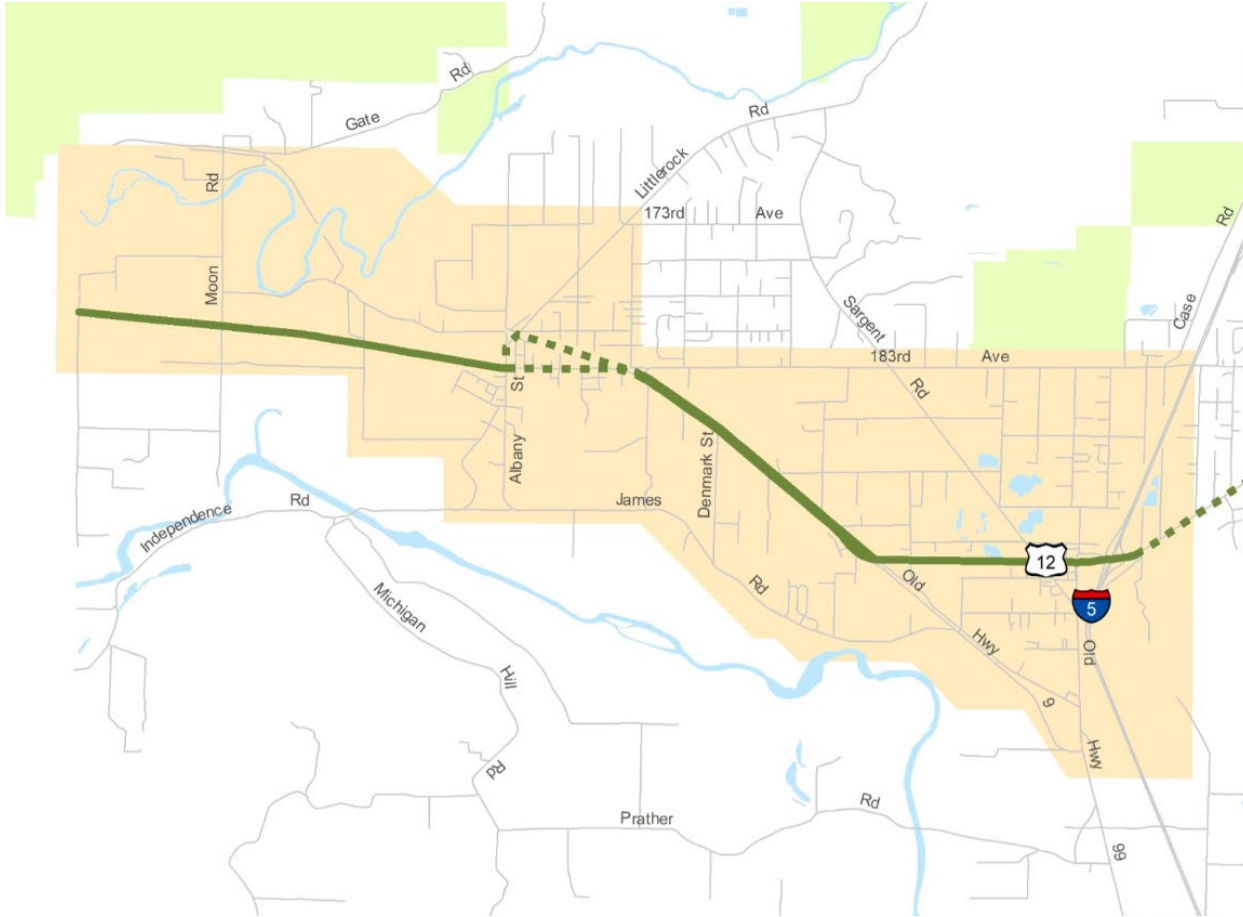 Gate Rd
Littlerock Rd
173rd Ave
Moon Rd
Case Rd
Sargent Rd
183rd Ave
Albany St
Denmark St
James Rd
Independence Rd
Michigan Hill Rd
12
5
Old Hwy 9
Old Hwy 99
Prather Rd